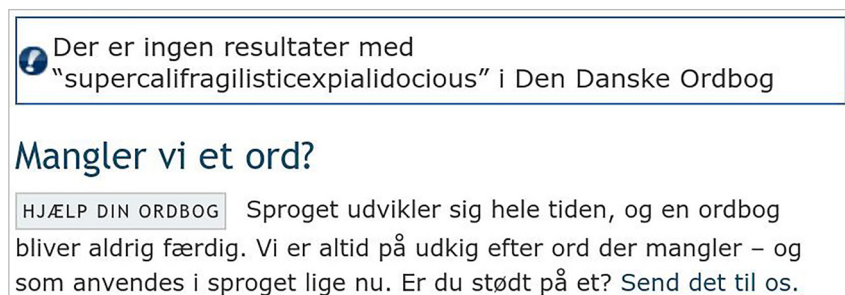 Der er ingen resultater med
“supercalifragilisticexpialidocious” i Den Danske Ordbog
Mangler vi et ord?
HJÆLP DIN ORDBOG Sproget udvikler sig hele tiden, og en ordbog
bliver aldrig færdig. Vi er altid på udkig efter ord der mangler – og
som anvendes i sproget lige nu. Er du stødt på et? Send det til os.